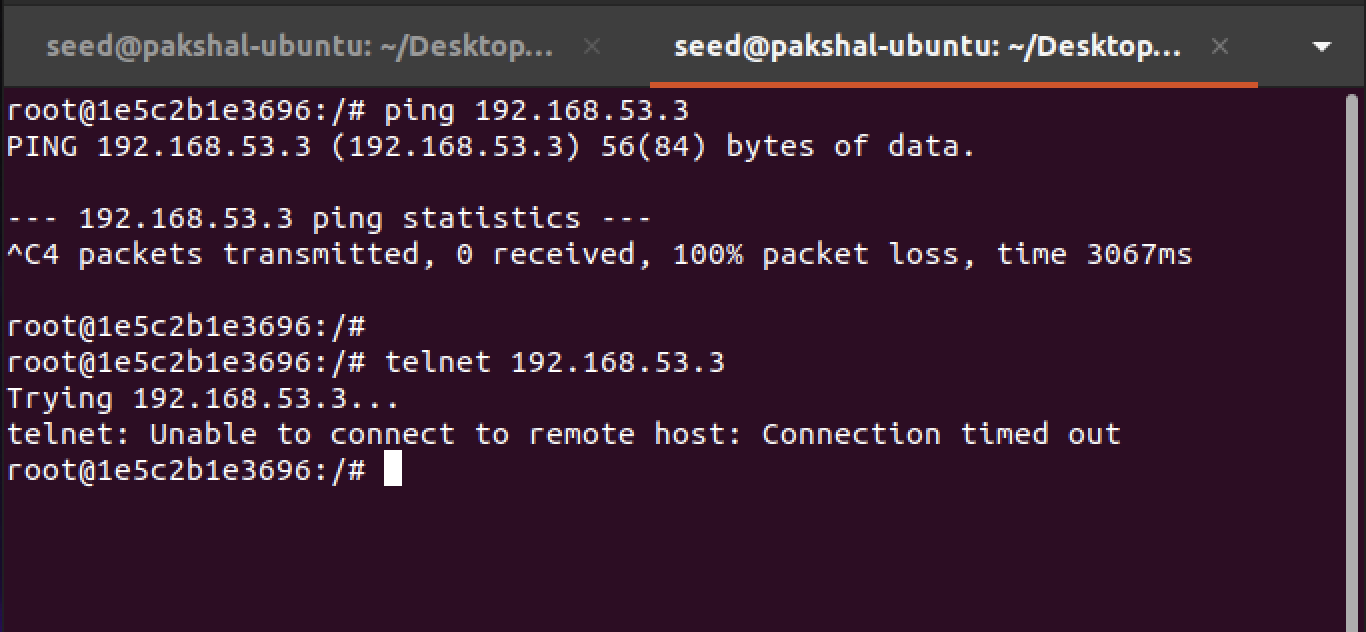 seed@pakshal-ubuntu: ~/Desktop... seed@pakshal-ubuntu: ~/Desktop...
root@1e5c2b1e3696:/# ping 192.168.53.3
PING 192.168.53.3 (192.168.53.3) 56(84) bytes of data.
--- 192.168.53.3 ping statistics ---
^C4 packets transmitted, 0 received, 100% packet loss, time 3067ms
root@1e5c2b1e3696:/#
root@1e5c2b1e3696:/# telnet 192.168.53.3
Trying 192.168.53.3...
telnet: Unable to connect to remote host: Connection timed out
root@1e5c2b1e3696:/#